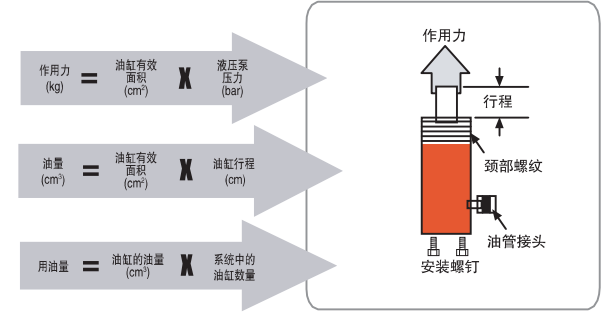 作用力
(kg)
=
油缸有效
面积
(cm²)
X
液压泵
压力
(bar)
油量
(cm³)
=
油缸有效
面积
(cm²)
X
油缸行程
(cm)
用油量
=
油缸的油量
(cm³)
X
系统中的
油缸数量
作用力
行程
颈部螺纹
油管接头
安装螺钉